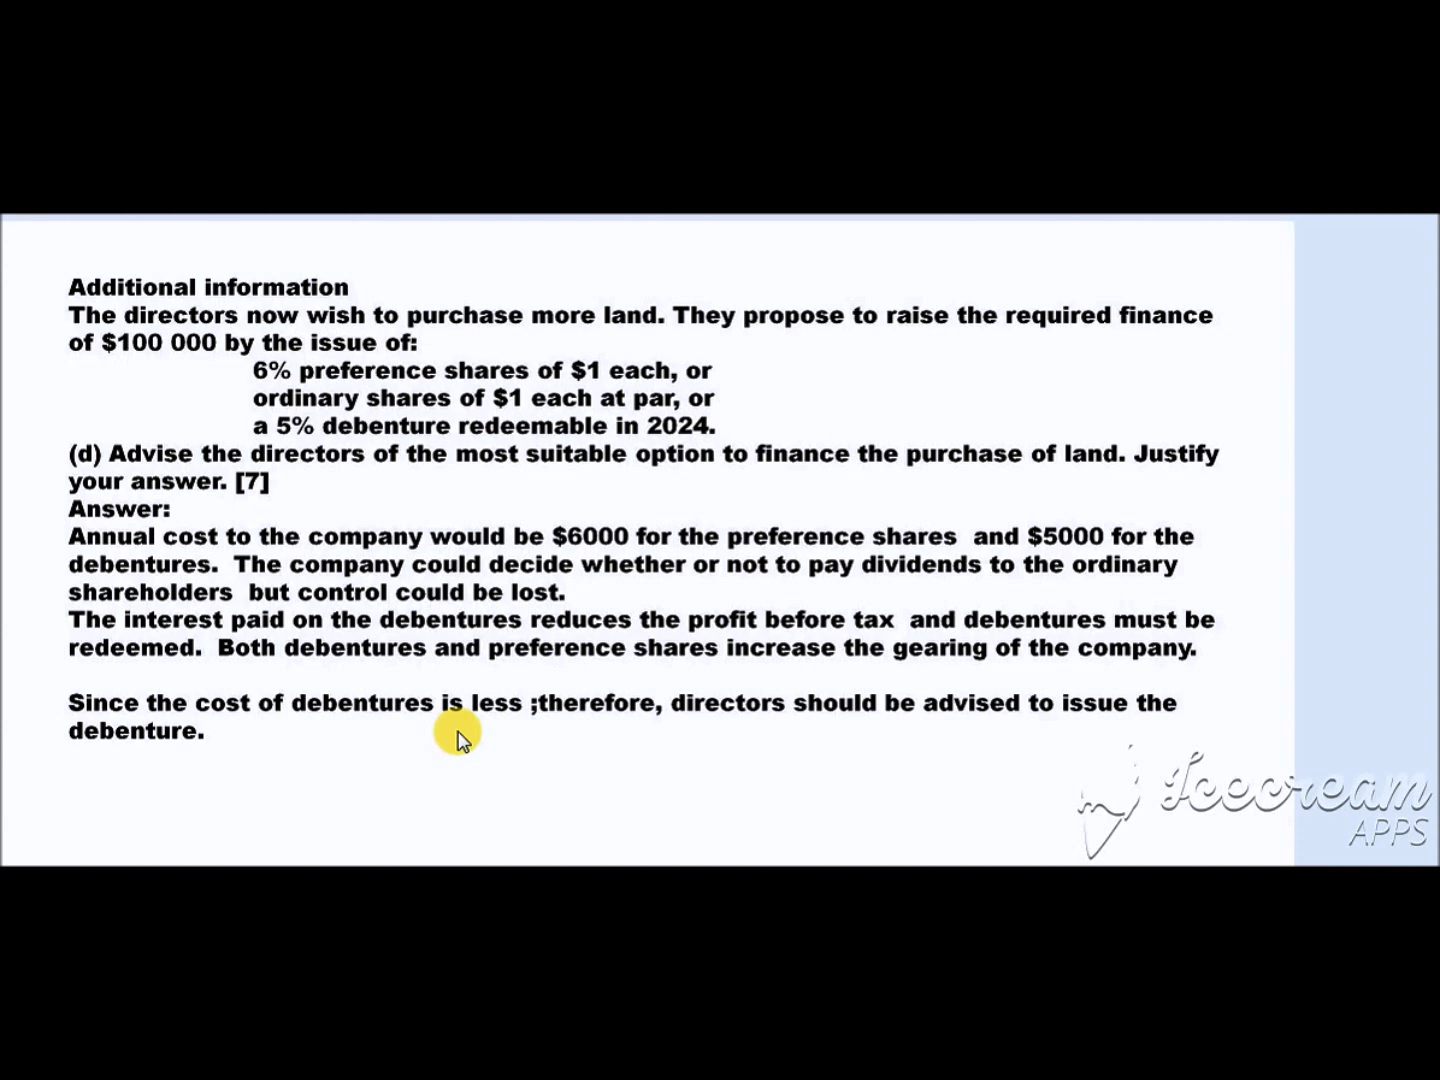 Additional information
The directors now wish to purchase more land. They propose to raise the required finance
of $100 000 by the issue of:
6% preference shares of $1 each, or
ordinary shares of $1 each at par, or
a 5% debenture redeemable in 2024.
(d) Advise the directors of the most suitable option to finance the purchase of land. Justify
your answer. [7]
Answer:
Annual cost to the company would be $6000 for the preference shares  and $5000 for the
debentures.  The company could decide whether or not to pay dividends to the ordinary
shareholders  but control could be lost.
The interest paid on the debentures reduces the profit before tax  and debentures must be
redeemed.  Both debentures and preference shares increase the gearing of the company.
Since the cost of debentures is less ;therefore, directors should be advised to issue the
debenture.
Icecream
APPS